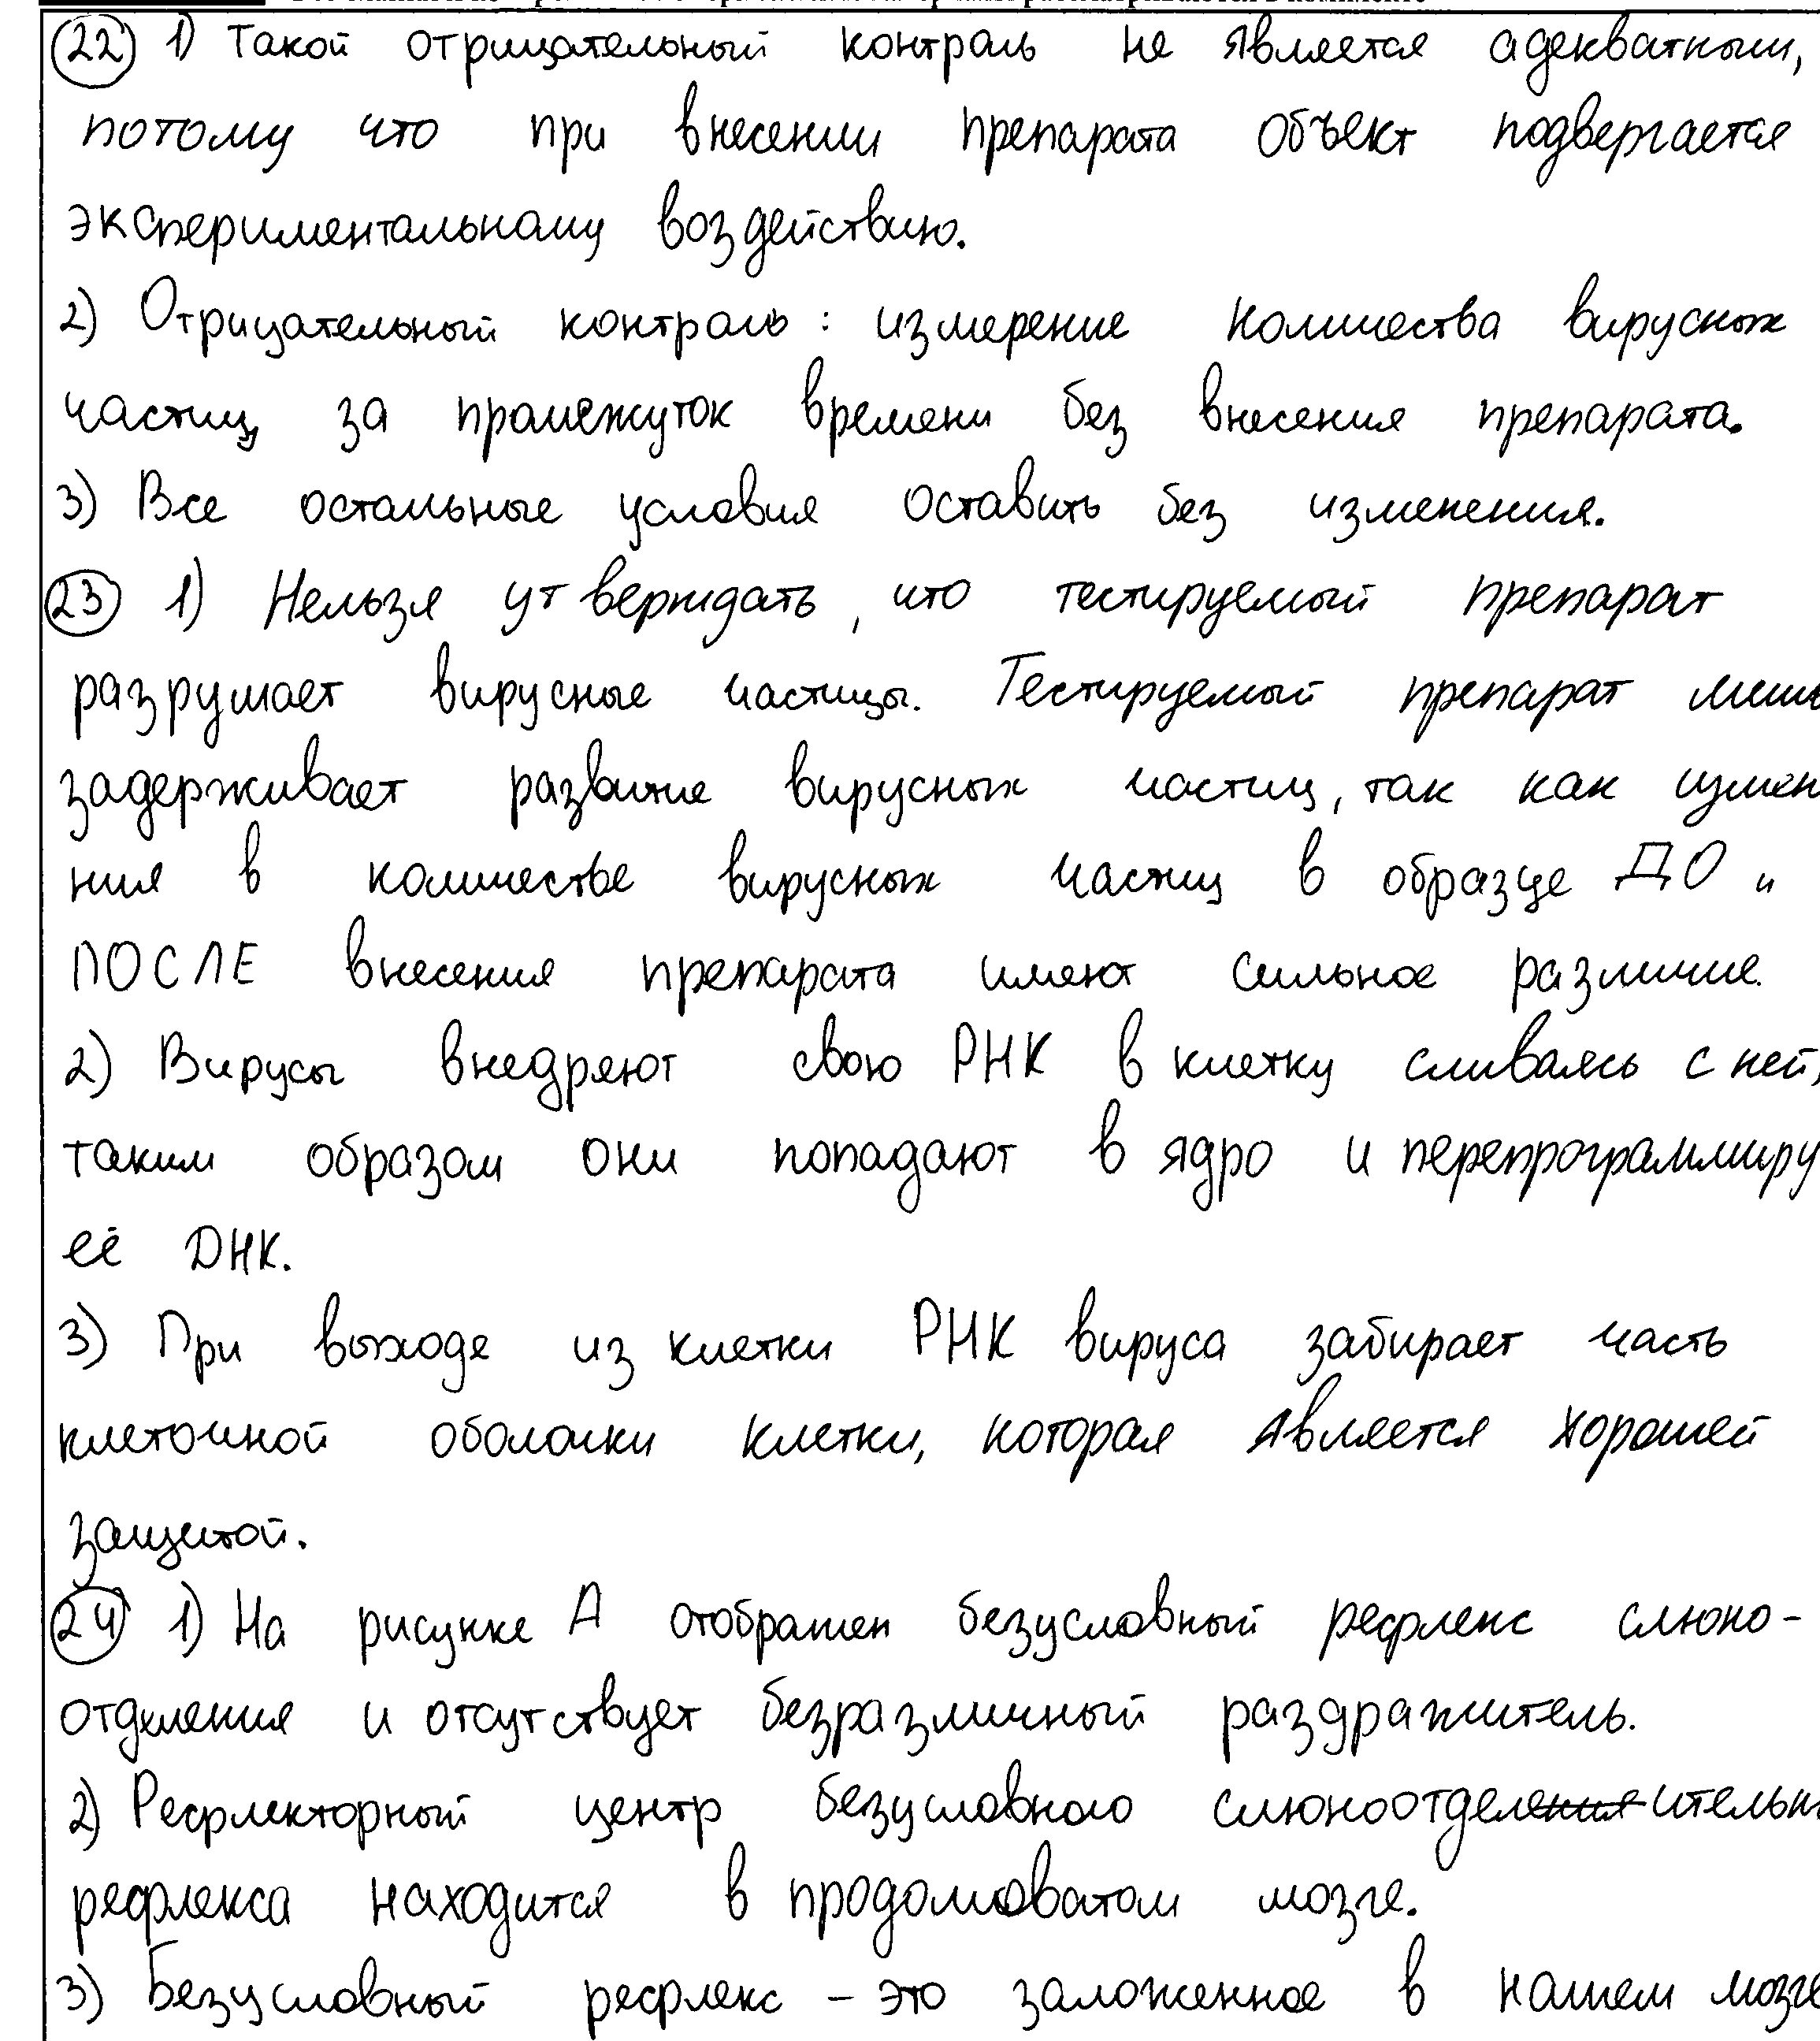 22 1) Такой отрицательный контроль не является адекватным,
потому что при внесении препарата объект подвергается
экспериментальному воздействию.
2) Отрицательный контроль: измерение количества вирусных
частиц за промежуток времени без внесения препарата.
3) Все остальные условия оставить без изменения.
23 1) Нельзя утверждать, что тестируемый препарат
разрушает вирусные частицы. Тестируемый препарат лишь
задерживает развитие вирусных частиц, так как измен
ния в количестве вирусных частиц в образце ДО и
ПОСЛЕ внесения препарата имеют сильное различие.
2) Вирусы внедряют свою РНК в клетку сливаясь с ней,
таким образом они попадают в ядро и перепрограммиру
её ДНК.
3) При выходе из клетки РНК вируса забирает часть
клеточной оболочки клетки, которая является хорошей
защитой.
24 1) На рисунке А отображен безусловный рефлекс слюно-
отделения и отсутствует безразличный раздражитель.
2) Рефлекторный центр безусловного слюноотделительн
рефлекса находится в продолговатом мозге.
3) Безусловный рефлекс – это заложенное в нашем мозге